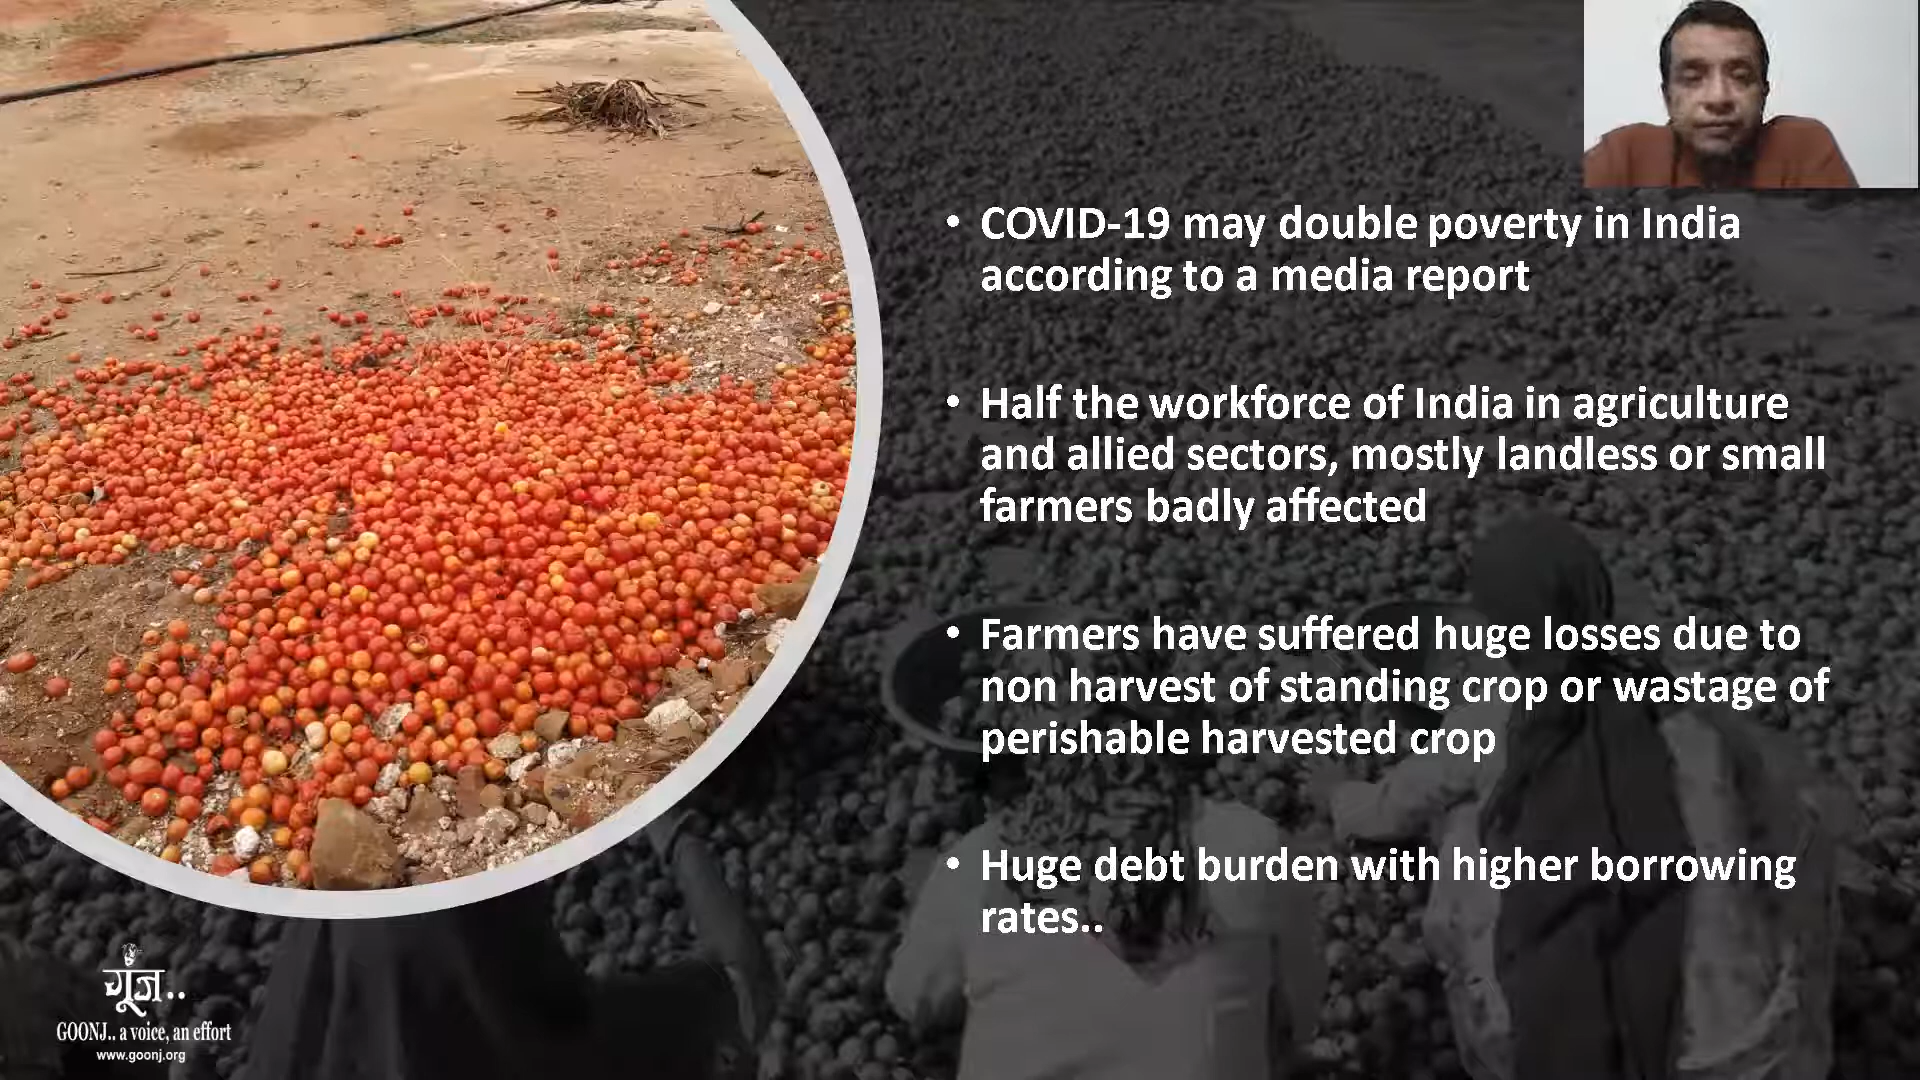 • COVID-19 may double poverty in India
according to a media report
• Half the workforce of India in agriculture
and allied sectors, mostly landless or small
farmers badly affected
• Farmers have suffered huge losses due to
non harvest of standing crop or wastage of
perishable harvested crop
• Huge debt burden with higher borrowing
rates..
गूंज..
GOONJ.. a voice, an effort
www.goonj.org